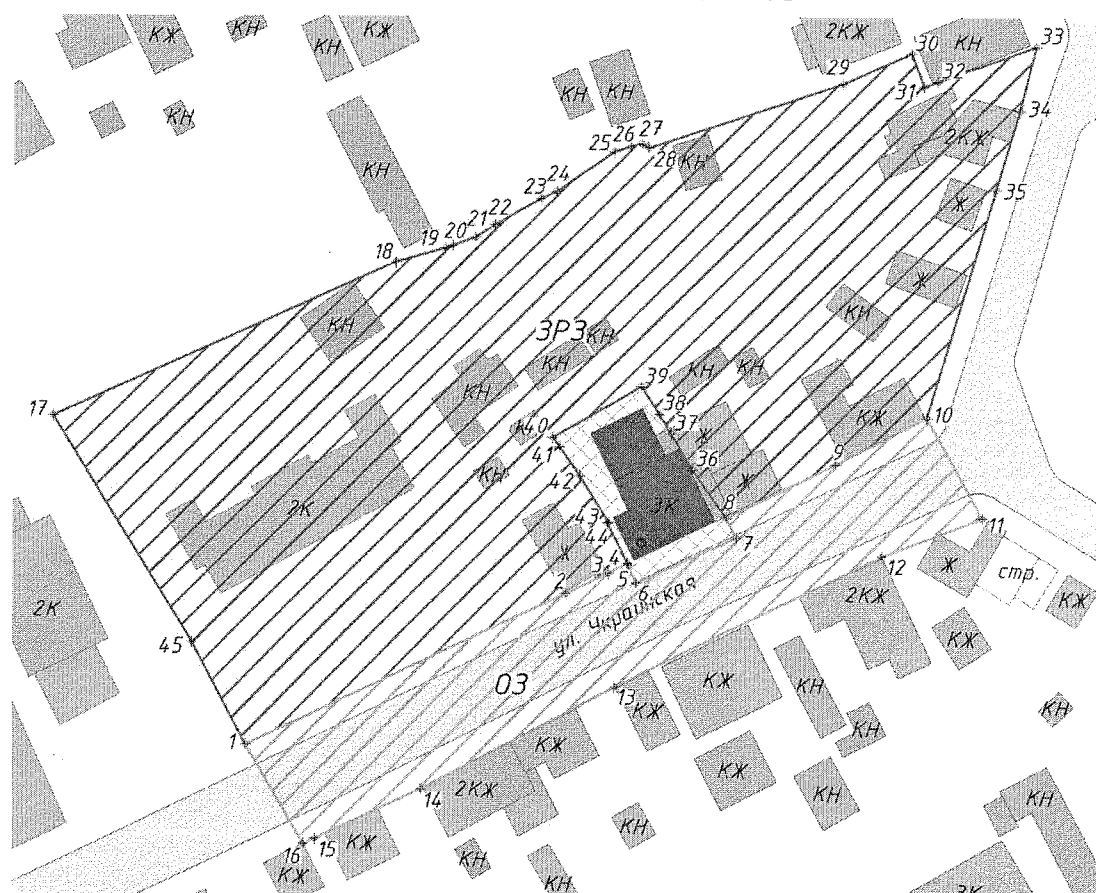 КЖ
КН
КН
КЖ
2КЖ
30
КН
33
29
32
31
КН
КН
КН
КН
34
25
26
27
28
КН
2КЖ
КН
35
Ж
23
24
22
21
20
19
18
Ж
КН
КН
ЗРЗ
КН
КН
КН
КН
КН
39
17
38
КЖ
10
40
37
Ж
41
36
9
42
КН
Ж
2К
3К
8
43
44
7
11
Ж
4
12
3
5
2
6
Ж
стр.
КЖ
2К
2КЖ
ул. Украинская
45
ОЗ
КЖ
КН
13
КЖ
КН
КН
1
КЖ
КЖ
14
2КЖ
КН
КН
КН
15
16
КЖ
КЖ
КН
КН
3К